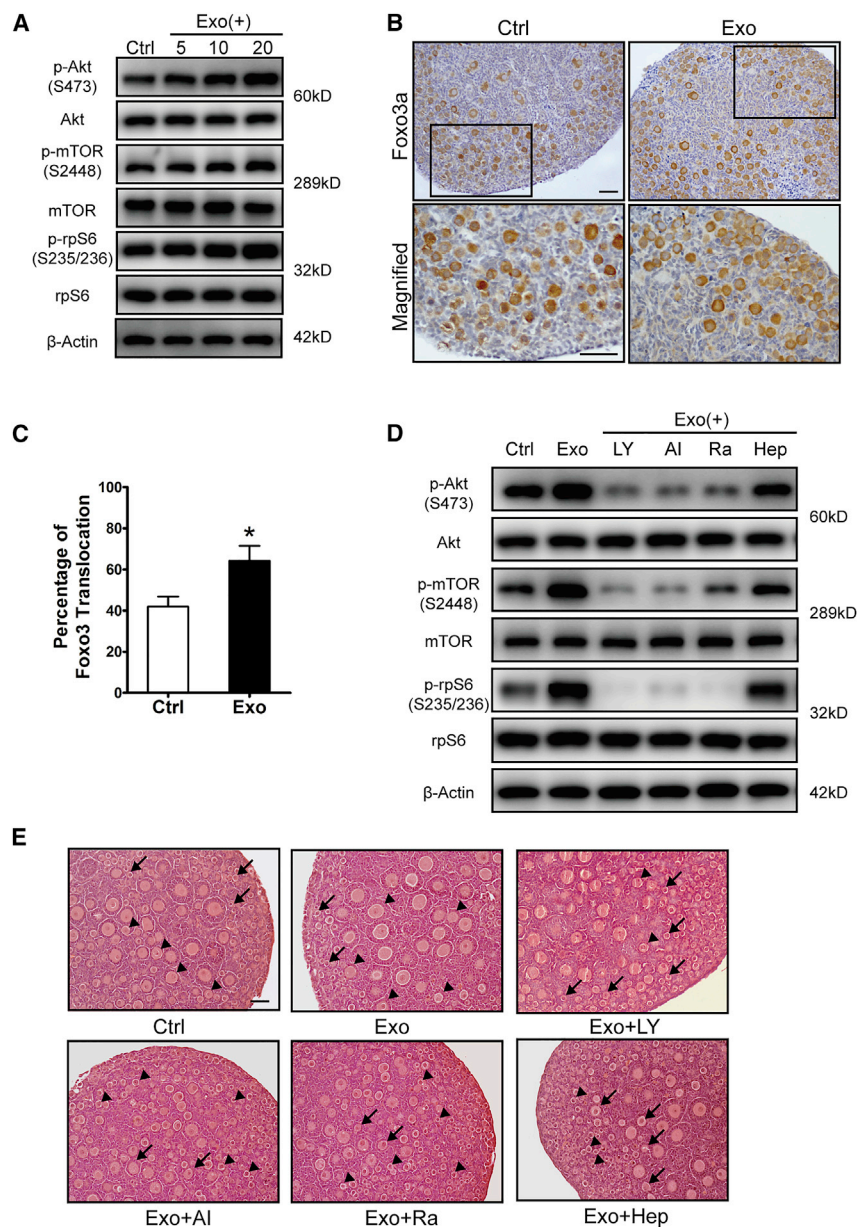 A
Exo(+)
Ctrl 5 10 20
p-Akt
(S473)
60kD
Akt
p-mTOR
(S2448)
289kD
mTOR
p-rpS6
(S235/236)
32kD
rpS6
β-Actin
42kD
B
Ctrl Exo
Foxo3a
Magnified
C
Percentage of
Foxo3 Translocation
100
80
60
40
20
0
*
Ctrl Exo
D
Exo(+)
Ctrl Exo LY AI Ra Hep
p-Akt
(S473)
60kD
Akt
p-mTOR
(S2448)
289kD
mTOR
p-rpS6
(S235/236)
32kD
rpS6
β-Actin
42kD
E
Ctrl Exo Exo+LY
Exo+AI Exo+Ra Exo+Hep